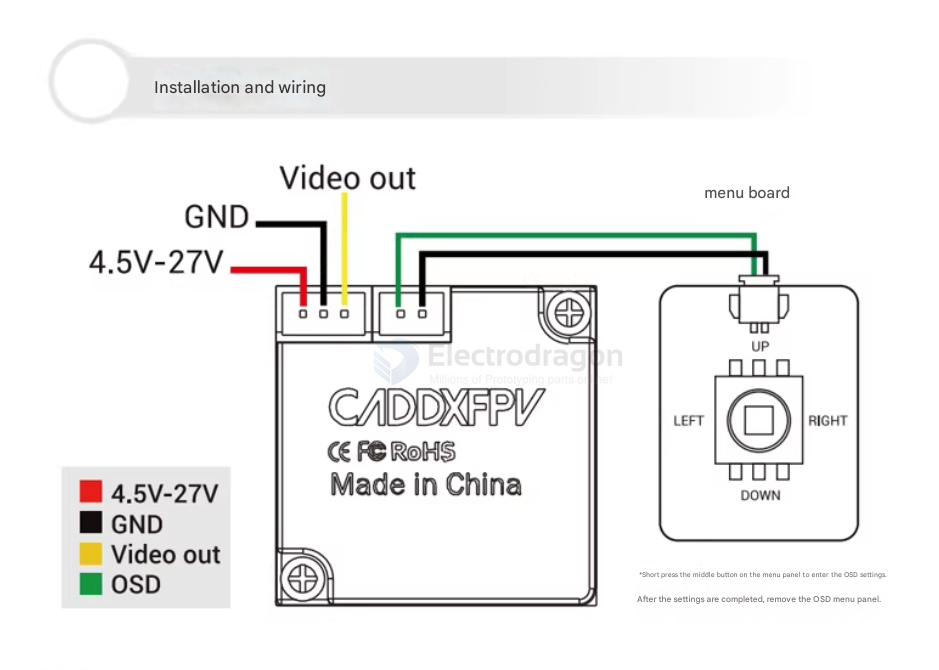 Installation and wiring
Video out
menu board
GND
4.5V-27V
UP
Electrodragon
Millions of Prototyping parts on net
CADDXFPV
LEFT
RIGHT
CE FC RoHS
Made in China
4.5V-27V
DOWN
GND
Video out
OSD
*Short press the middle button on the menu panel to enter the OSD settings.
After the settings are completed, remove the OSD menu panel.